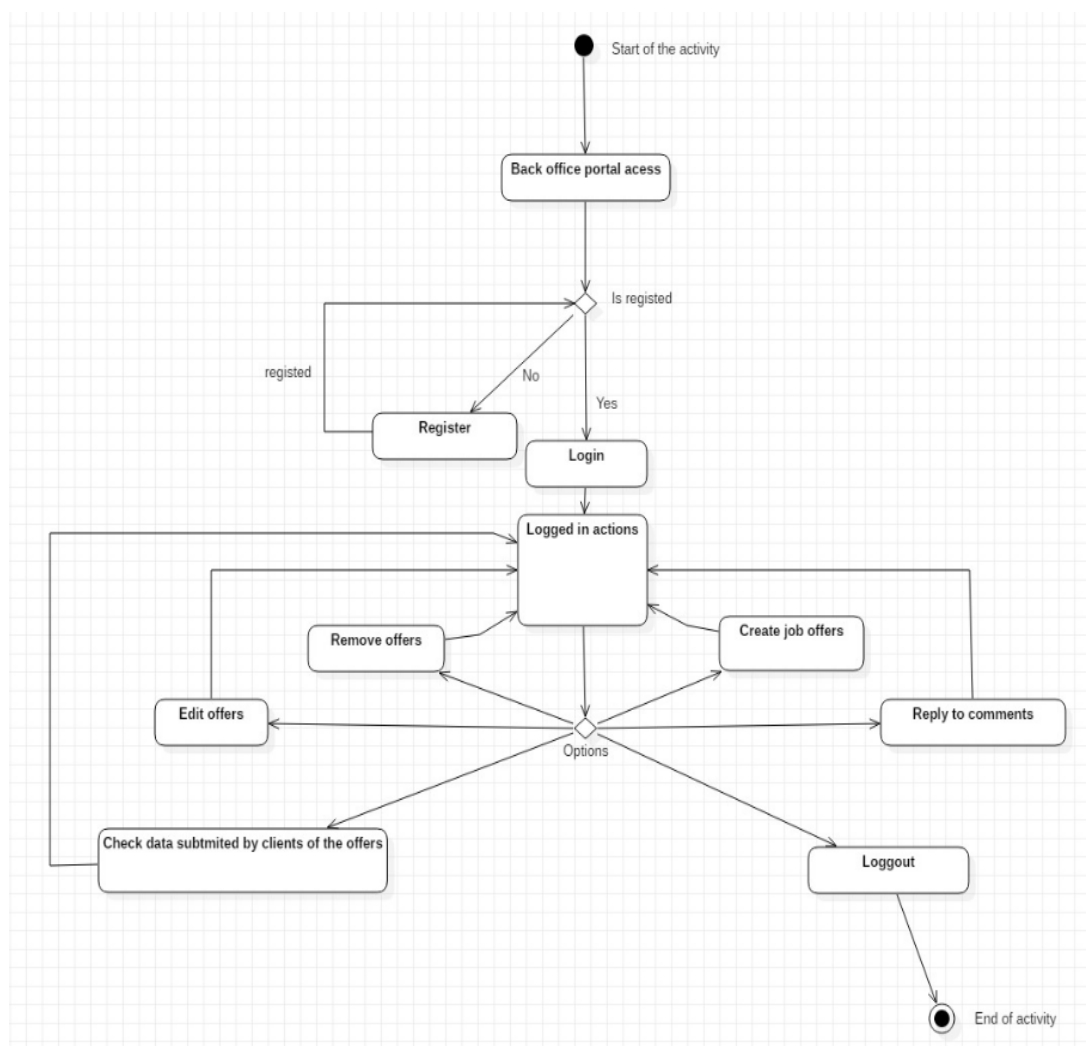 Start of the activity
Back office portal acess
Is registed
registed
No
Yes
Register
Login
Logged in actions
Remove offers
Create job offers
Edit offers
Reply to comments
Options
Check data subtmited by clients of the offers
Loggout
End of activity